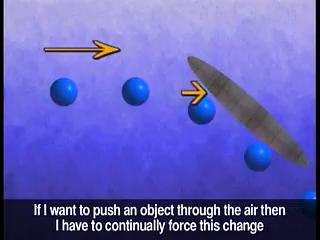 If I want to push an object through the air then
I have to continually force this change